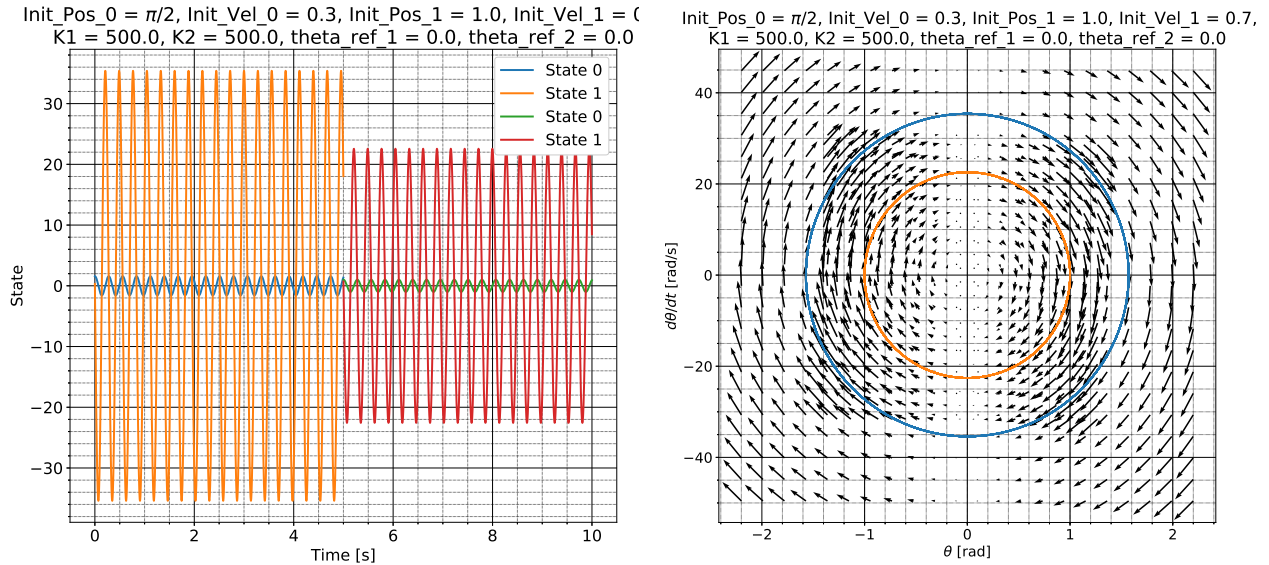 Init_Pos_0 = π/2, Init_Vel_0 = 0.3, Init_Pos_1 = 1.0, Init_Vel_1 = 0
K1 = 500.0, K2 = 500.0, theta_ref_1 = 0.0, theta_ref_2 = 0.0
State 0
State 1
State 0
State 1
30
20
10
0
−10
−20
−30
State
0 2 4 6 8 10
Time [s]
Init_Pos_0 = π/2, Init_Vel_0 = 0.3, Init_Pos_1 = 1.0, Init_Vel_1 = 0.7,
K1 = 500.0, K2 = 500.0, theta_ref_1 = 0.0, theta_ref_2 = 0.0
40
20
0
−20
−40
dθ/dt [rad/s]
−2 −1 0 1 2
θ [rad]